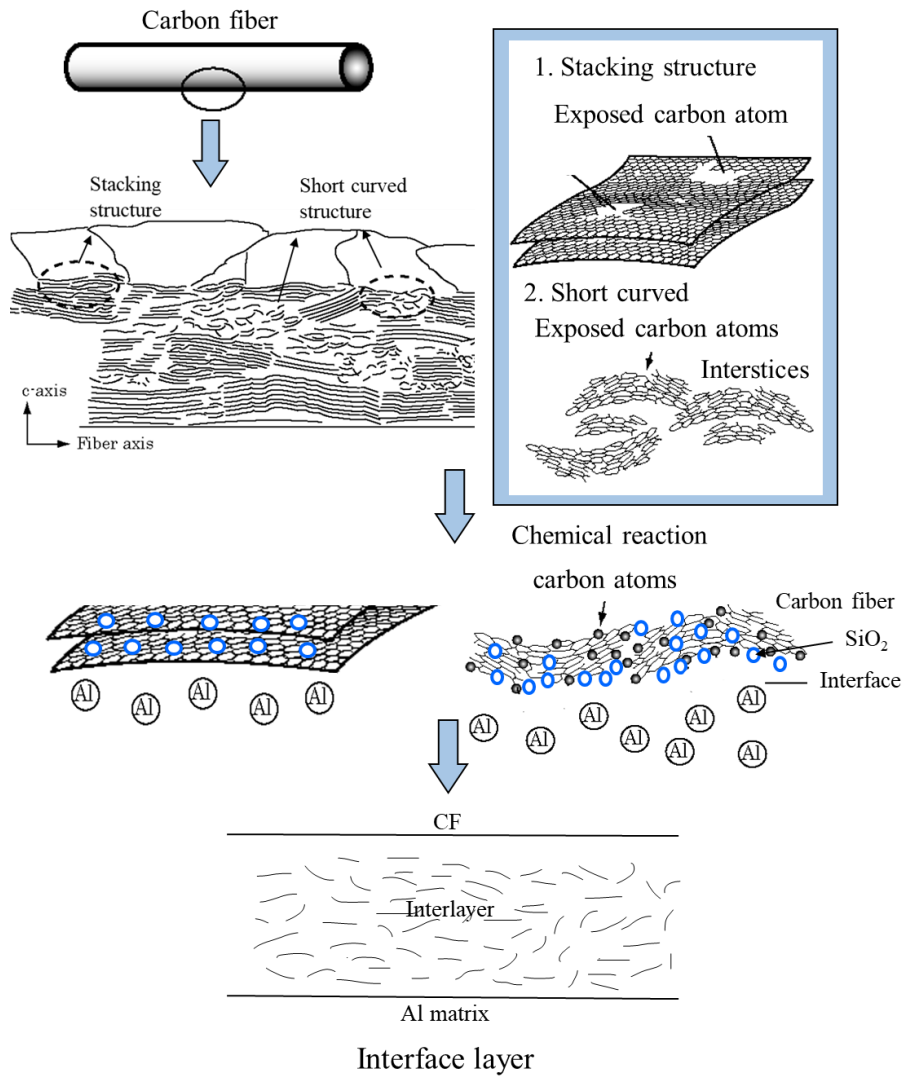 Carbon fiber
Stacking
structure
Short curved
structure
c-axis
Fiber axis
1. Stacking structure
Exposed carbon atom
2. Short curved
Exposed carbon atoms
Interstices
Chemical reaction
carbon atoms
Carbon fiber
SiO₂
Interface
Al
Al
Al
Al
Al
Al
Al
Al
Al
Al
Al
Al
Al
CF
Interlayer
Al matrix
Interface layer